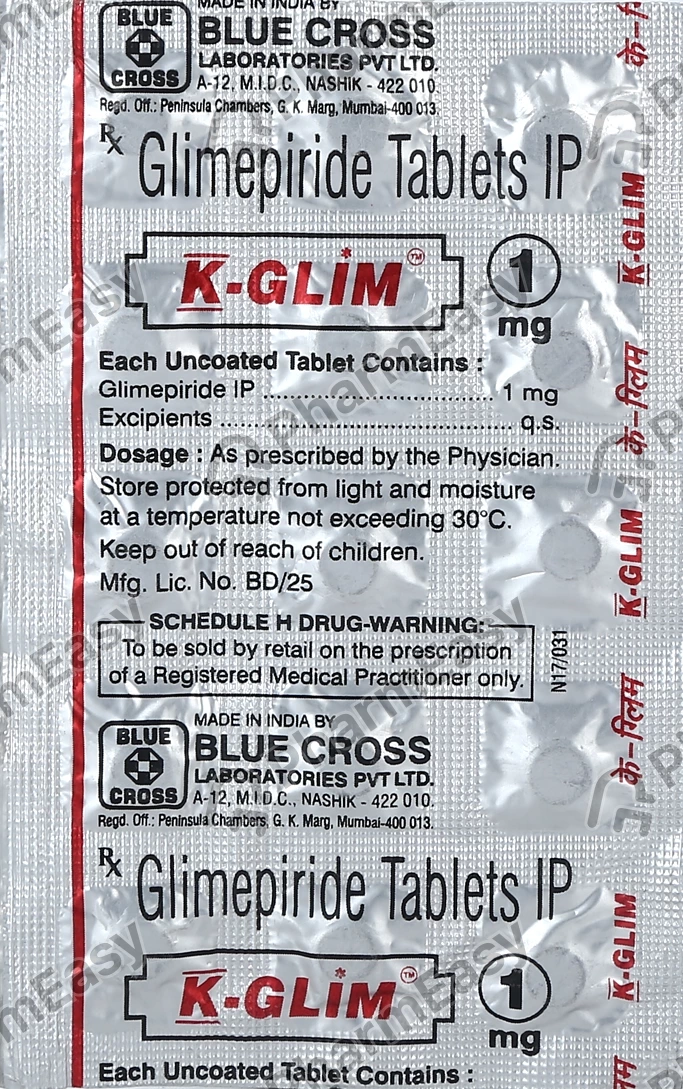 MADE IN INDIA BY
BLUE CROSS
BLUE CROSS
LABORATORIES PVT LTD.
A-12, M.I.D.C., NASHIK - 422 010.
Regd. Off.: Peninsula Chambers, G. K. Marg, Mumbai-400 013.
Rx Glimepiride Tablets IP
K-GLIM™ 1 mg
Each Uncoated Tablet Contains :
Glimepiride IP ........................................ 1 mg
Excipients ................................................ q.s.
Dosage : As prescribed by the Physician.
Store protected from light and moisture
at a temperature not exceeding 30°C.
Keep out of reach of children.
Mfg. Lic. No. BD/25
SCHEDULE H DRUG-WARNING:
To be sold by retail on the prescription
of a Registered Medical Practitioner only.
N17/031
MADE IN INDIA BY
BLUE CROSS
BLUE CROSS
LABORATORIES PVT LTD.
A-12, M.I.D.C., NASHIK - 422 010.
Regd. Off.: Peninsula Chambers, G. K. Marg, Mumbai-400 013.
Rx Glimepiride Tablets IP
K-GLIM™ 1 mg
Each Uncoated Tablet Contains :
K-GLIM
के-ग्लिम
K-GLIM
के-ग्लिम
K-GLIM
PharmEasy
PharmEasy
PharmEasy